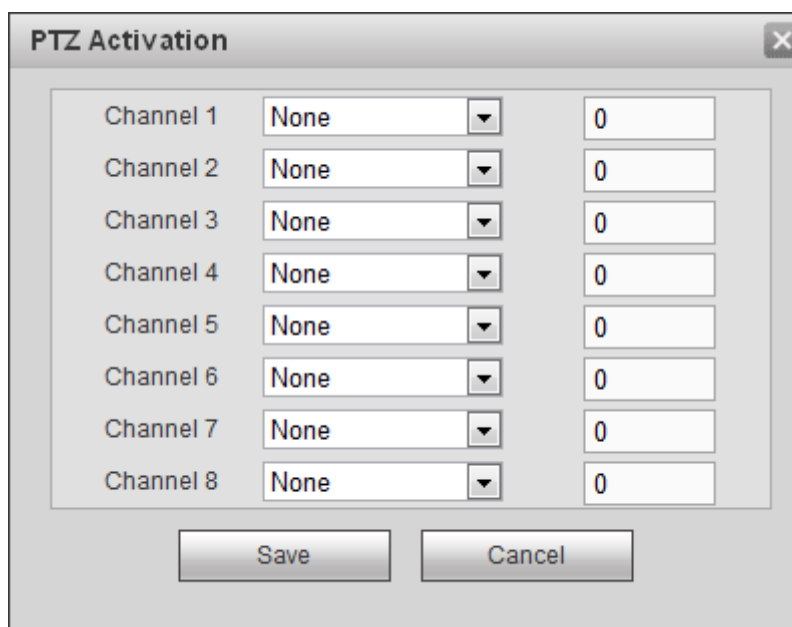 PTZ Activation
Channel 1 None 0
Channel 2 None 0
Channel 3 None 0
Channel 4 None 0
Channel 5 None 0
Channel 6 None 0
Channel 7 None 0
Channel 8 None 0
Save Cancel